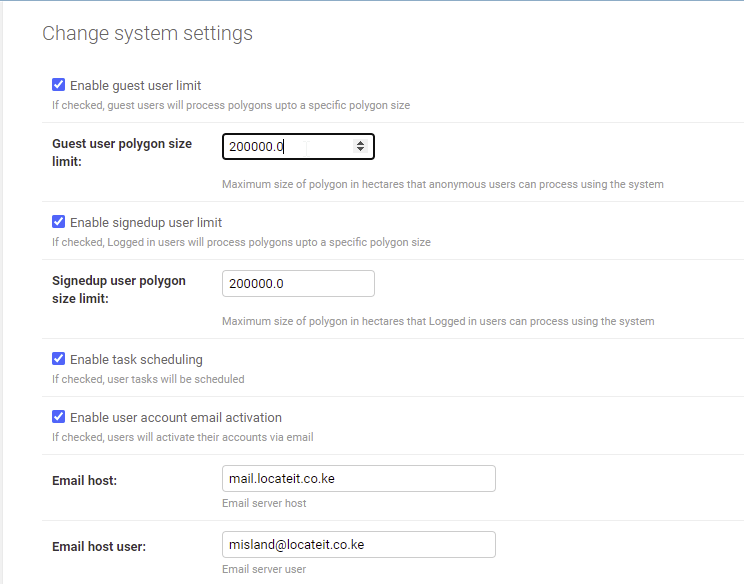 Change system settings
Enable guest user limit
If checked, guest users will process polygons upto a specific polygon size
Guest user polygon size
limit:
200000.0
Maximum size of polygon in hectares that anonymous users can process using the system
Enable signedup user limit
If checked, Logged in users will process polygons upto a specific polygon size
Signedup user polygon
size limit:
200000.0
Maximum size of polygon in hectares that Logged in users can process using the system
Enable task scheduling
If checked, user tasks will be scheduled
Enable user account email activation
If checked, users will activate their accounts via email
Email host:
mail.locateit.co.ke
Email server host
Email host user:
misland@locateit.co.ke
Email server user